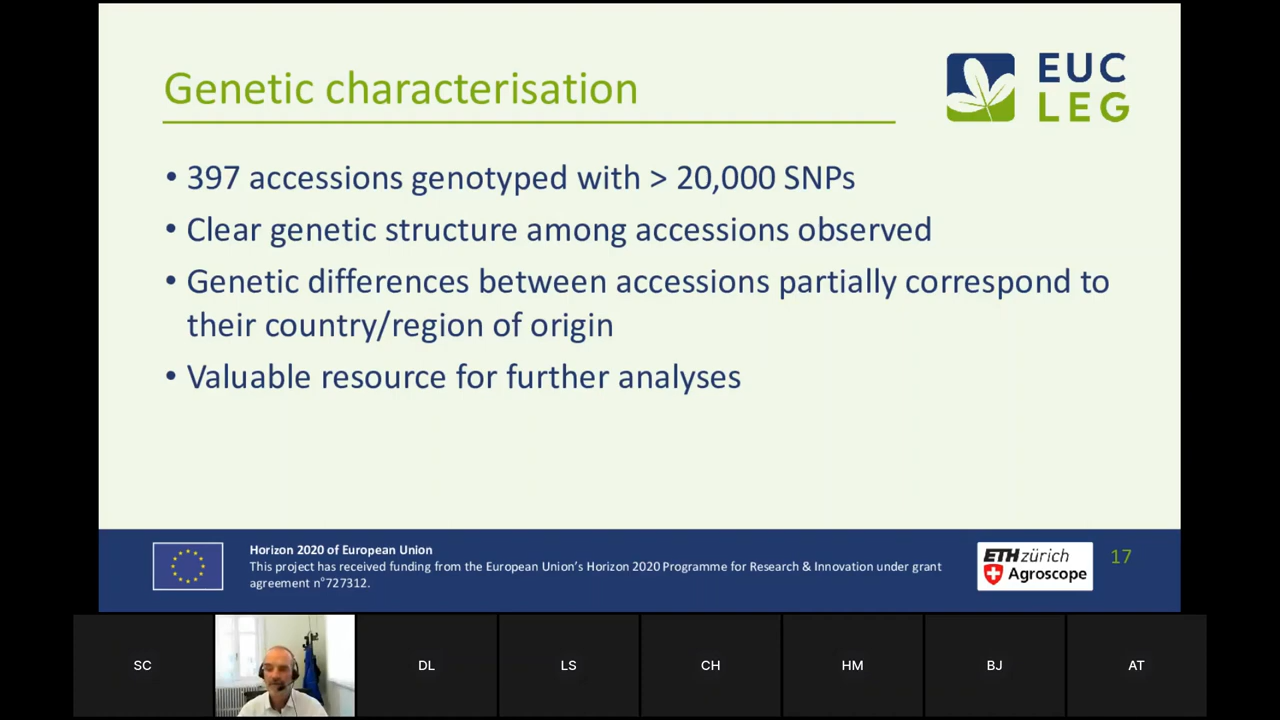 Genetic characterisation
EUC
LEG
• 397 accessions genotyped with > 20,000 SNPs
• Clear genetic structure among accessions observed
• Genetic differences between accessions partially correspond to
their country/region of origin
• Valuable resource for further analyses
Horizon 2020 of European Union
This project has received funding from the European Union's Horizon 2020 Programme for Research & Innovation under grant
agreement n°727312.
ETH zürich
Agroscope
17
SC
DL
LS
CH
HM
BJ
AT